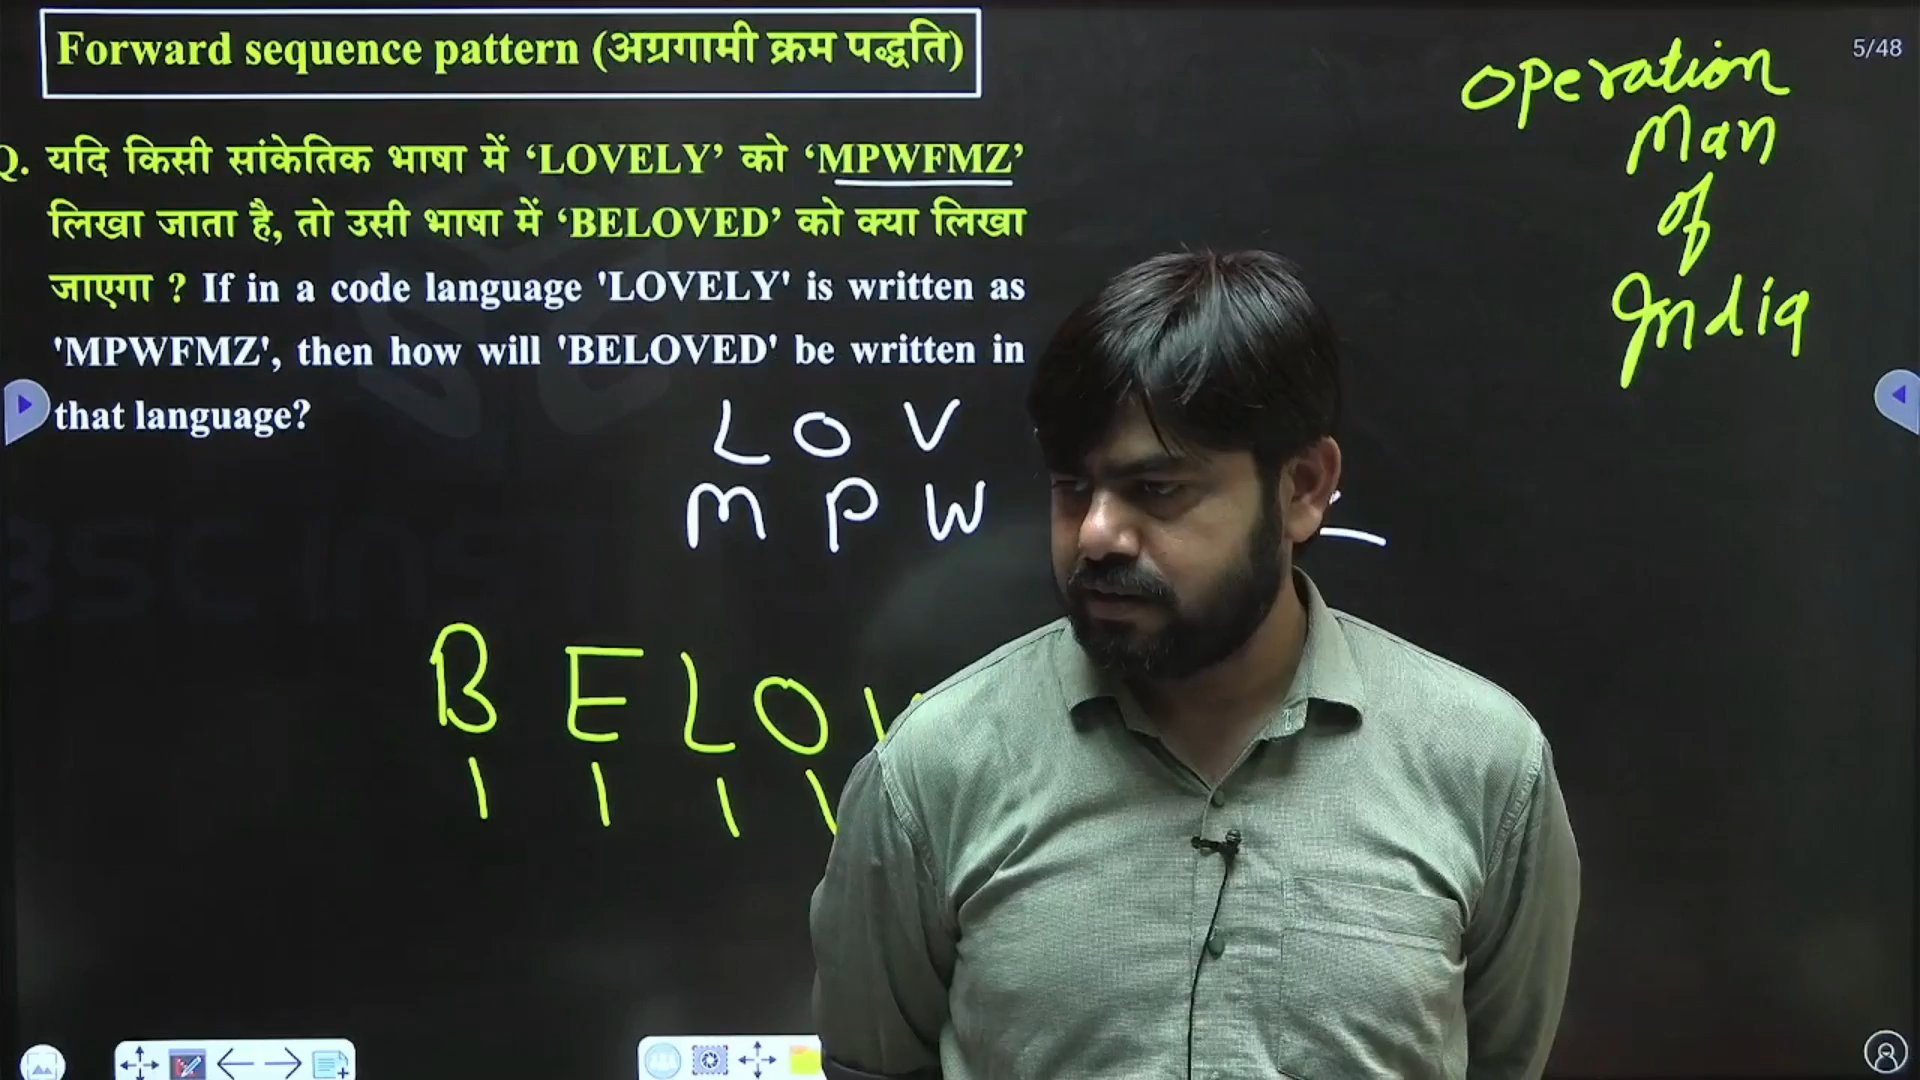 Forward sequence pattern (अग्रगामी क्रम पद्धति)
Q. यदि किसी सांकेतिक भाषा में ‘LOVELY’ को ‘MPWFMZ’
लिखा जाता है, तो उसी भाषा में ‘BELOVED’ को क्या लिखा
जाएगा ? If in a code language 'LOVELY' is written as
'MPWFMZ', then how will 'BELOVED' be written in
that language?
L O V
M P W
B E L O
operation
Man
of
India
5/48